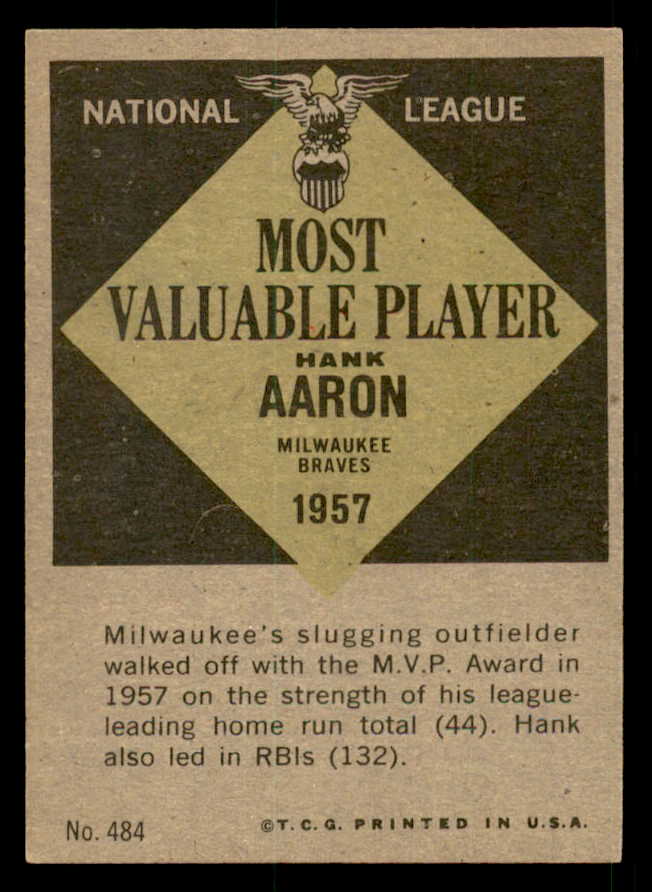 NATIONAL LEAGUE
MOST
VALUABLE PLAYER
HANK
AARON
MILWAUKEE
BRAVES
1957
Milwaukee's slugging outfielder
walked off with the M.V.P. Award in
1957 on the strength of his league-
leading home run total (44). Hank
also led in RBIs (132).
No. 484 ©T.C.G. PRINTED IN U.S.A.